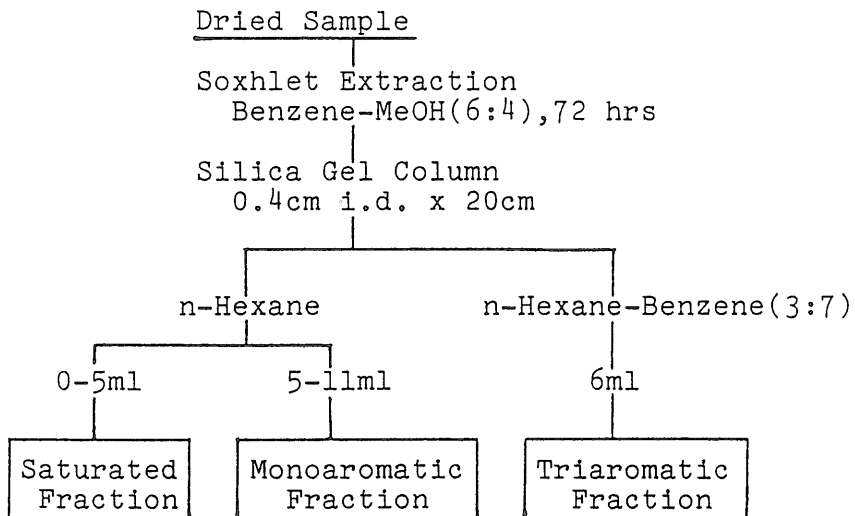 Dried Sample
Soxhlet Extraction
Benzene-MeOH(6:4),72 hrs
Silica Gel Column
0.4cm i.d. x 20cm
n-Hexane
n-Hexane-Benzene(3:7)
0-5ml
5-11ml
6ml
Saturated
Fraction
Monoaromatic
Fraction
Triaromatic
Fraction